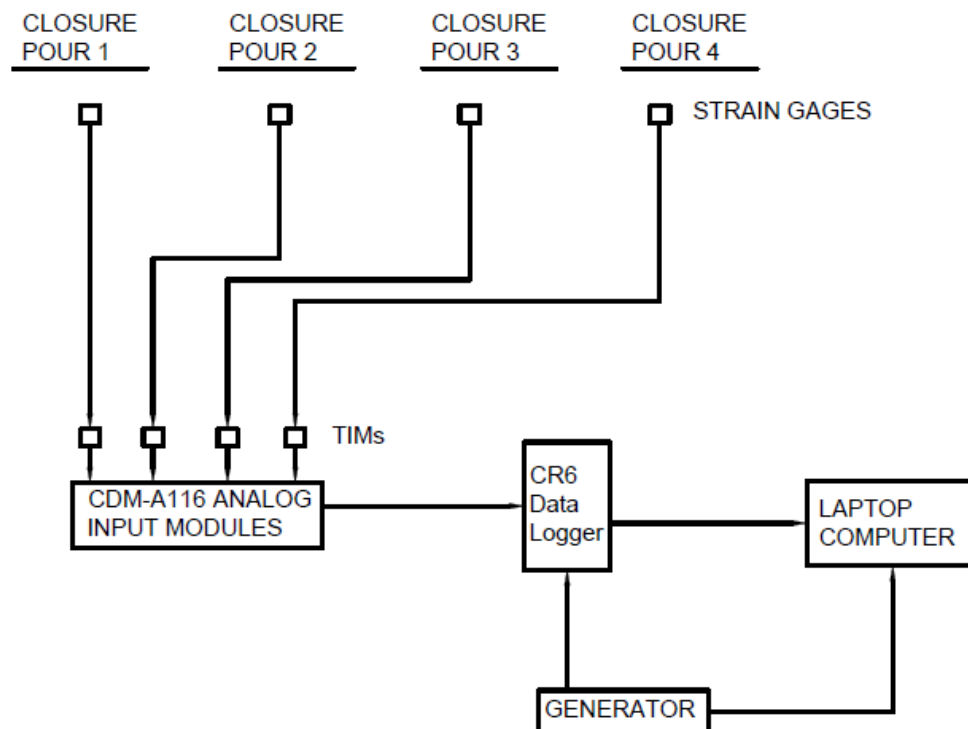 CLOSURE
POUR 1
CLOSURE
POUR 2
CLOSURE
POUR 3
CLOSURE
POUR 4
STRAIN GAGES
TIMs
CDM-A116 ANALOG
INPUT MODULES
CR6
Data
Logger
LAPTOP
COMPUTER
GENERATOR